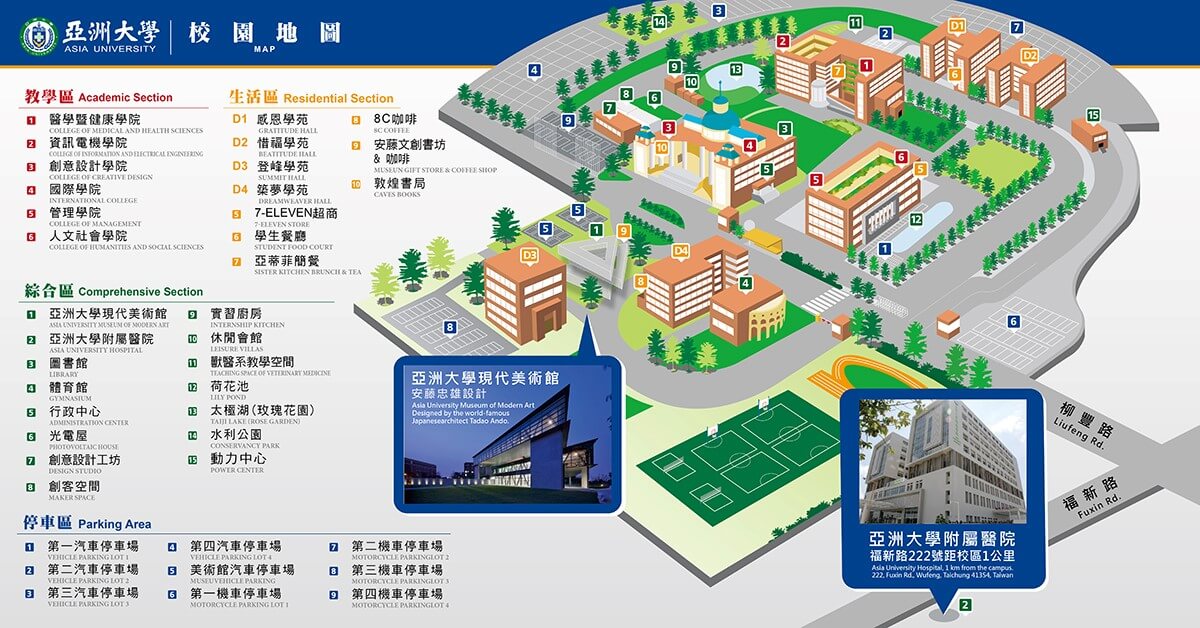 亞洲大學
ASIA UNIVERSITY
校園地圖
MAP
教學區 Academic Section
1 醫學暨健康學院
COLLEGE OF MEDICAL AND HEALTH SCIENCES
2 資訊電機學院
COLLEGE OF INFORMATION AND ELECTRICAL ENGINEERING
3 創意設計學院
COLLEGE OF CREATIVE DESIGN
4 國際學院
INTERNATIONAL COLLEGE
5 管理學院
COLLEGE OF MANAGEMENT
6 人文社會學院
COLLEGE OF HUMANITIES AND SOCIAL SCIENCES
生活區 Residential Section
D1 感恩學苑
GRATITUDE HALL
D2 惜福學苑
BEATITUDE HALL
D3 登峰學苑
SUMMIT HALL
D4 築夢學苑
DREAMWEAVER HALL
5 7-ELEVEN超商
7-ELEVEN STORE
6 學生餐廳
STUDENT FOOD COURT
7 亞蒂菲簡餐
SISTER KITCHEN BRUNCH & TEA
8 8C咖啡
8C COFFEE
9 安藤文創書坊
& 咖啡
MUSEUN GIFT STORE & COFFEE SHOP
10 敦煌書局
CAVES BOOKS
綜合區 Comprehensive Section
1 亞洲大學現代美術館
ASIA UNIVERSITY MUSEUM OF MODERN ART
2 亞洲大學附屬醫院
ASIA UNIVERSITY HOSPITAL
3 圖書館
LIBRARY
4 體育館
GYMNASIUM
5 行政中心
ADMINISTRATION CENTER
6 光電屋
PHOTOVOLTAIC HOUSE
7 創意設計工坊
DESIGN STUDIO
8 創客空間
MAKER SPACE
9 實習廚房
INTERNSHIP KITCHEN
10 休閒會館
LEISURE VILLAS
11 獸醫系教學空間
TEACHING SPACE OF VETERINARY MEDICINE
12 荷花池
LILY POND
13 太極湖(玫瑰花園)
TAIJI LAKE (ROSE GARDEN)
14 水利公園
CONSERVANCY PARK
15 動力中心
POWER CENTER
停車區 Parking Area
1 第一汽車停車場
VEHICLE PARKING LOT 1
2 第二汽車停車場
VEHICLE PARKING LOT 2
3 第三汽車停車場
VEHICLE PARKING LOT 3
4 第四汽車停車場
VEHICLE PARKING LOT 4
5 美術館汽車停車場
MUSEUVEHICLE PARKING
6 第一機車停車場
MOTORCYCLE PARKING LOT 1
7 第二機車停車場
MOTORCYCLE PARKINGLOT 2
8 第三機車停車場
MOTORCYCLE PARKINGLOT 3
9 第四機車停車場
MOTORCYCLE PARKINGLOT 4
3
14
11
2
D1
7
2
1
7
6
D2
4
9
10
13
8
6
7
9
3
10
3
4
5
15
6
5
5
12
1
5
5
1
9
D3
D4
8
4
8
6
亞洲大學現代美術館
安藤忠雄設計
Asia University Museum of Modern Art
Designed by the world-famous
Japanesearchitect Tadao Ando.
柳豐路
Liufeng Rd.
福新路
Fuxin Rd.
亞洲大學附屬醫院
福新路222號距校區1公里
Asia University Hospital, 1 km from the campus.
222, Fuxin Rd., Wufeng, Taichung 41354, Taiwan
2